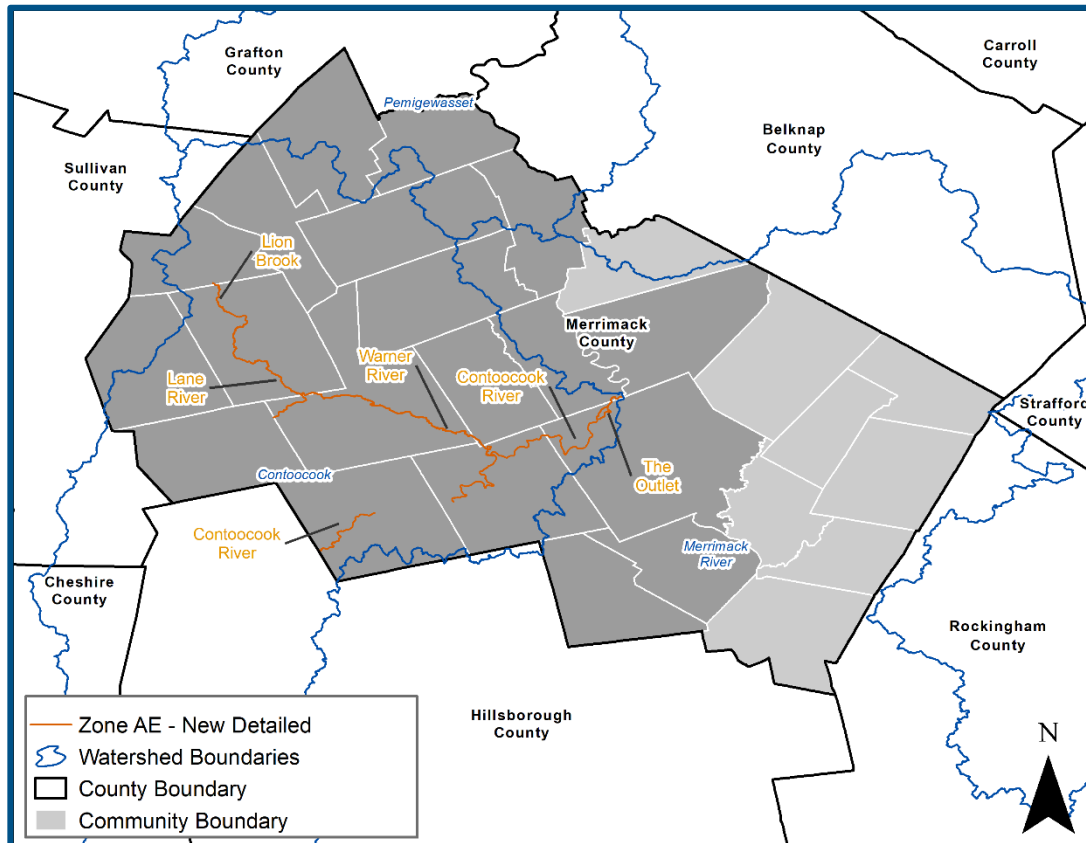 Grafton
County
Carroll
County
Pemigewasset
Belknap
County
Sullivan
County
Lion
Brook
Merrimack
County
Warner
River
Contoocook
River
Lane
River
Strafford
County
The
Outlet
Contoocook
Contoocook
River
Merrimack
River
Cheshire
County
Rockingham
County
Hillsborough
County
Zone AE - New Detailed
Watershed Boundaries
County Boundary
Community Boundary
N